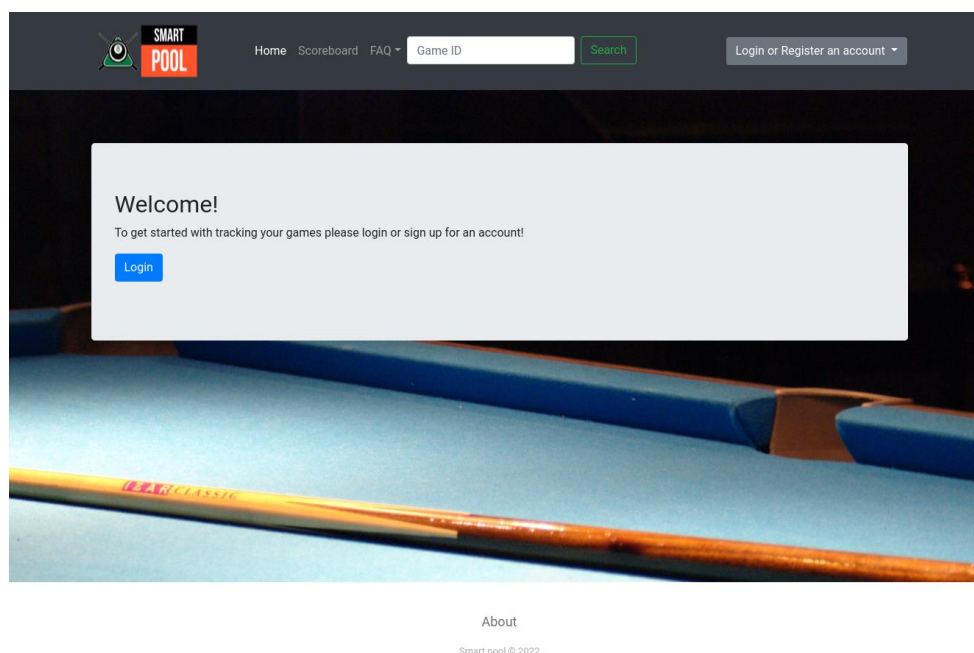 SMART
POOL
Home Scoreboard FAQ Game ID Search Login or Register an account
Welcome!
To get started with tracking your games please login or sign up for an account!
Login
CLASSIC
About
Smart pool © 2022